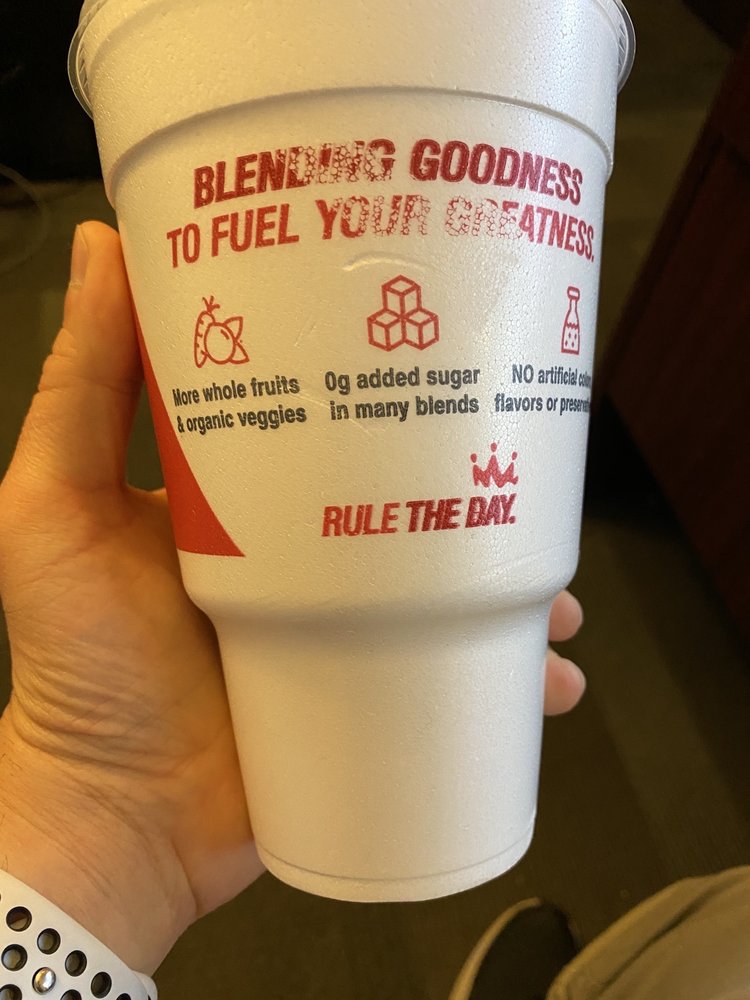 BLENDING GOODNESS
TO FUEL YOUR GREATNESS.
More whole fruits
& organic veggies
0g added sugar
in many blends
NO artificial
flavors or
RULE THE DAY.